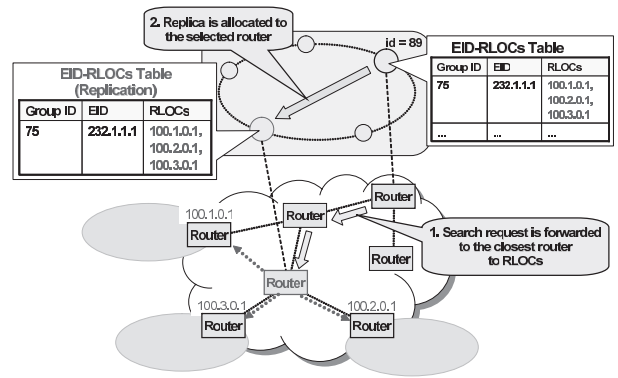 2. Replica is allocated to
the selected router
id = 89
EID-RLOCs Table
Group ID EID RLOCs
75 232.1.1.1 100.1.0.1,
100.2.0.1,
100.3.0.1
... ... ...
EID-RLOCs Table
(Replication)
Group ID EID RLOCs
75 232.1.1.1 100.1.0.1,
100.2.0.1,
100.3.0.1
Router
100.1.0.1
Router
Router
1. Search request is forwarded
to the closest router
to RLOCs
Router
Router
100.3.0.1
Router
100.2.0.1
Router